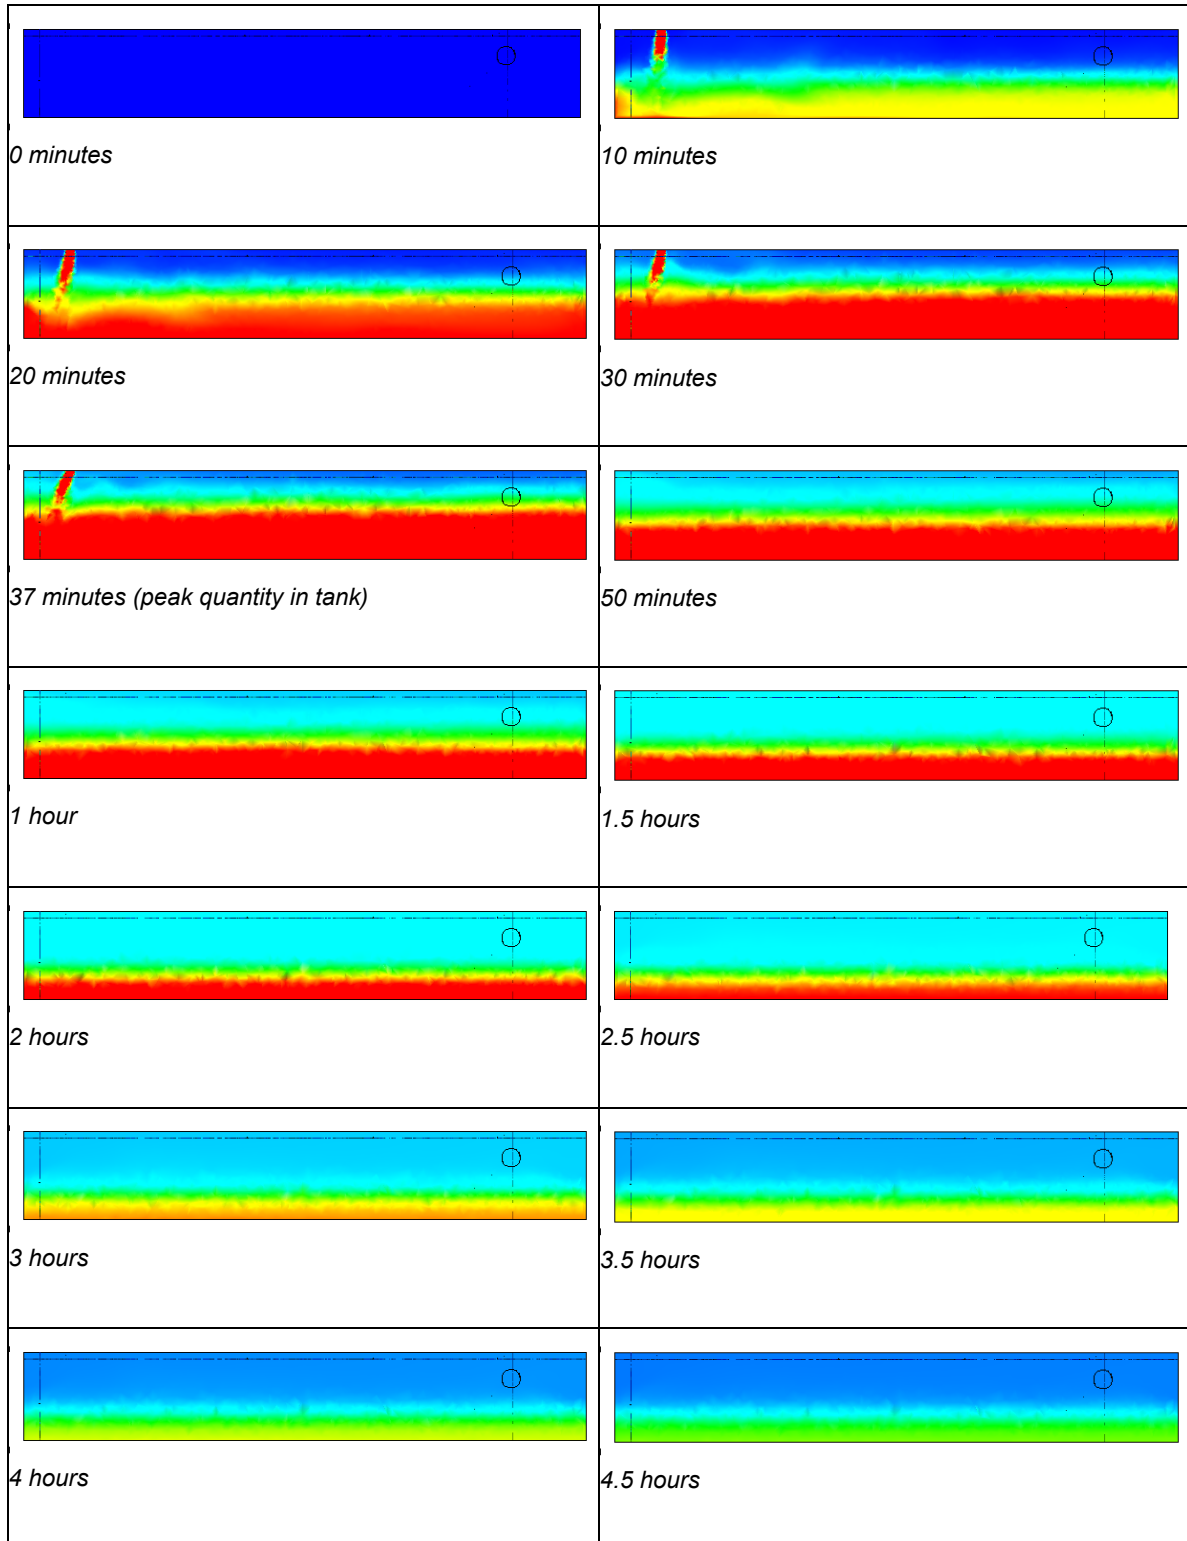 0 minutes
10 minutes
20 minutes
30 minutes
37 minutes (peak quantity in tank)
50 minutes
1 hour
1.5 hours
2 hours
2.5 hours
3 hours
3.5 hours
4 hours
4.5 hours